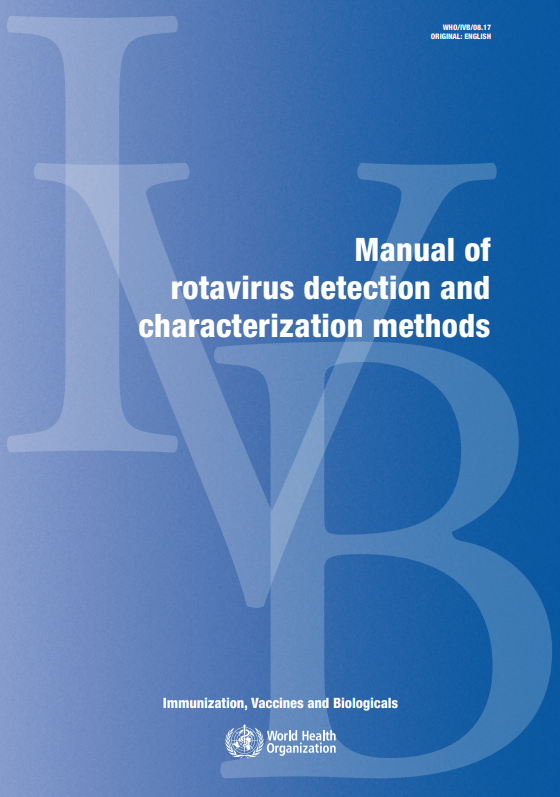 WHO/IVB/08.17
ORIGINAL: ENGLISH
IVB
Manual of
rotavirus detection and
characterization methods
Immunization, Vaccines and Biologicals
World Health
Organization